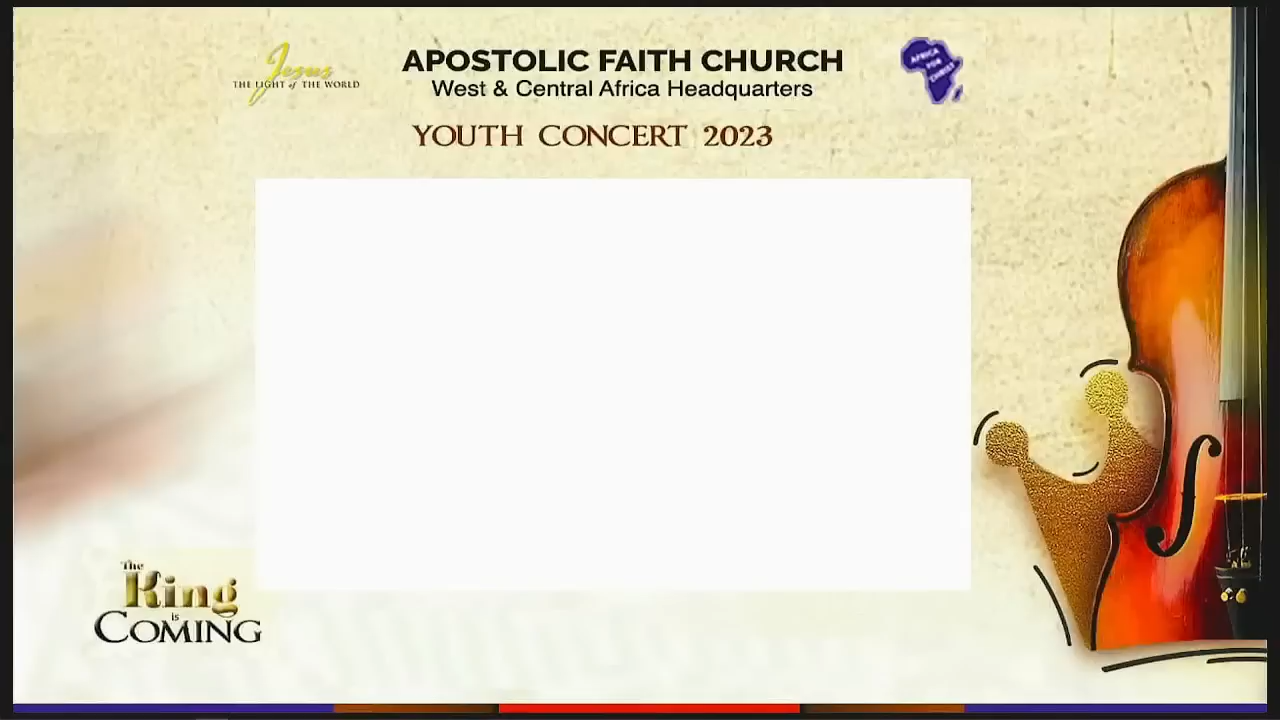 Jesus
THE LIGHT of THE WORLD
APOSTOLIC FAITH CHURCH
West & Central Africa Headquarters
AFRICA
FOR
CHRIST
YOUTH CONCERT 2023
The
King
is
COMING